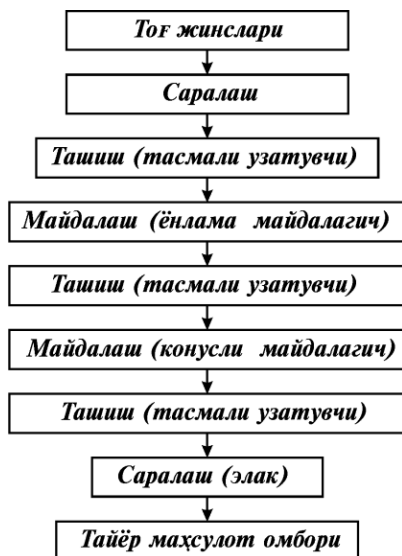 Тоғ жинслари
Саралаш
Ташиш (тасмали узатувчи)
Майдалаш (ёнлама майдалагич)
Ташиш (тасмали узатувчи)
Майдалаш (конусли майдалагич)
Ташиш (тасмали узатувчи)
Саралаш (элак)
Тайёр маҳсулот омбори